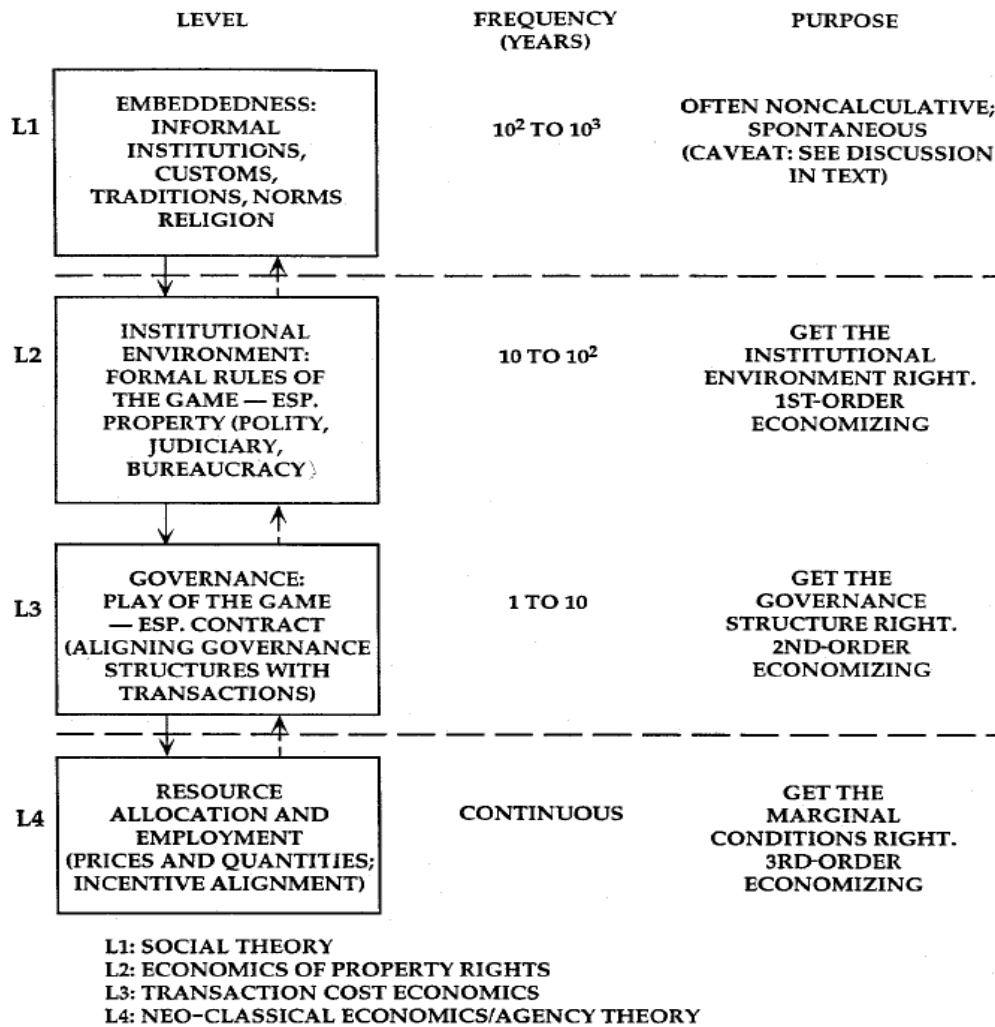 LEVEL
FREQUENCY
(YEARS)
PURPOSE
L1
EMBEDDEDNESS:
INFORMAL
INSTITUTIONS,
CUSTOMS,
TRADITIONS, NORMS
RELIGION
10² TO 10³
OFTEN NONCALCULATIVE;
SPONTANEOUS
(CAVEAT: SEE DISCUSSION
IN TEXT)
L2
INSTITUTIONAL
ENVIRONMENT:
FORMAL RULES OF
THE GAME — ESP.
PROPERTY (POLITY,
JUDICIARY,
BUREAUCRACY)
10 TO 10²
GET THE
INSTITUTIONAL
ENVIRONMENT RIGHT.
1ST-ORDER
ECONOMIZING
L3
GOVERNANCE:
PLAY OF THE GAME
— ESP. CONTRACT
(ALIGNING GOVERNANCE
STRUCTURES WITH
TRANSACTIONS)
1 TO 10
GET THE
GOVERNANCE
STRUCTURE RIGHT.
2ND-ORDER
ECONOMIZING
L4
RESOURCE
ALLOCATION AND
EMPLOYMENT
(PRICES AND QUANTITIES;
INCENTIVE ALIGNMENT)
CONTINUOUS
GET THE
MARGINAL
CONDITIONS RIGHT.
3RD-ORDER
ECONOMIZING
L1: SOCIAL THEORY
L2: ECONOMICS OF PROPERTY RIGHTS
L3: TRANSACTION COST ECONOMICS
L4: NEO-CLASSICAL ECONOMICS/AGENCY THEORY